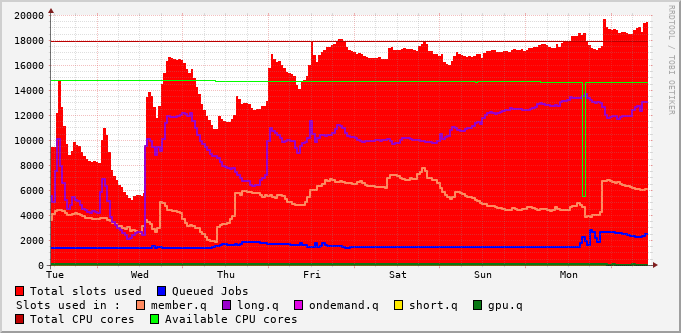 20000
18000
16000
14000
12000
10000
8000
6000
4000
2000
0
Tue Wed Thu Fri Sat Sun Mon
Total slots used Queued Jobs
Slots used in : member.q long.q ondemand.q short.q gpu.q
Total CPU cores Available CPU cores
RRDTOOL / TOBI OETIKER